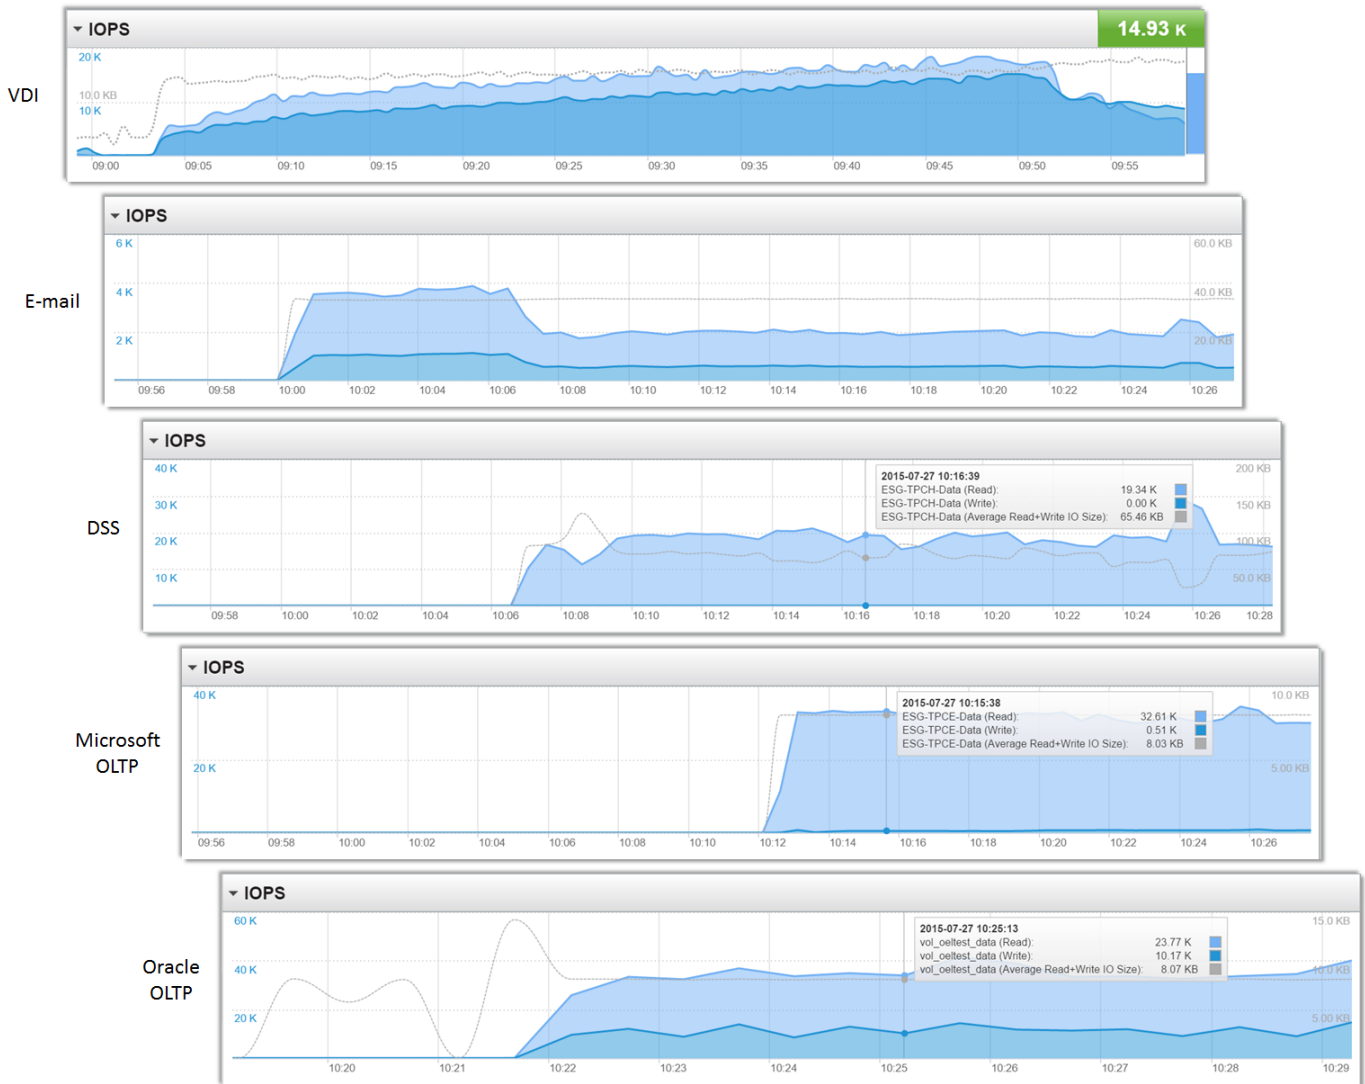 IOPS
14.93 K
VDI
20 K
10.0 KB
10 K
09:00 09:05 09:10 09:15 09:20 09:25 09:30 09:35 09:40 09:45 09:50 09:55
IOPS
E-mail
6 K 60.0 KB
4 K 40.0 KB
2 K 20.0 KB
09:56 09:58 10:00 10:02 10:04 10:06 10:08 10:10 10:12 10:14 10:16 10:18 10:20 10:22 10:24 10:26
IOPS
DSS
40 K 200 KB
30 K 150 KB
20 K 100 KB
10 K 50.0 KB
2015-07-27 10:16:39
ESG-TPCH-Data (Read): 19.34 K
ESG-TPCH-Data (Write): 0.00 K
ESG-TPCH-Data (Average Read+Write IO Size): 65.46 KB
09:58 10:00 10:02 10:04 10:06 10:08 10:10 10:12 10:14 10:16 10:18 10:20 10:22 10:24 10:26 10:28
IOPS
Microsoft
OLTP
40 K 10.0 KB
20 K 5.00 KB
2015-07-27 10:15:38
ESG-TPCE-Data (Read): 32.61 K
ESG-TPCE-Data (Write): 0.51 K
ESG-TPCE-Data (Average Read+Write IO Size): 8.03 KB
09:56 09:58 10:00 10:02 10:04 10:06 10:08 10:10 10:12 10:14 10:16 10:18 10:20 10:22 10:24 10:26
IOPS
Oracle
OLTP
60 K 15.0 KB
40 K 10.0 KB
20 K 5.00 KB
2015-07-27 10:25:13
vol_oeltest_data (Read): 23.77 K
vol_oeltest_data (Write): 10.17 K
vol_oeltest_data (Average Read+Write IO Size): 8.07 KB
10:20 10:21 10:22 10:23 10:24 10:25 10:26 10:27 10:28 10:29